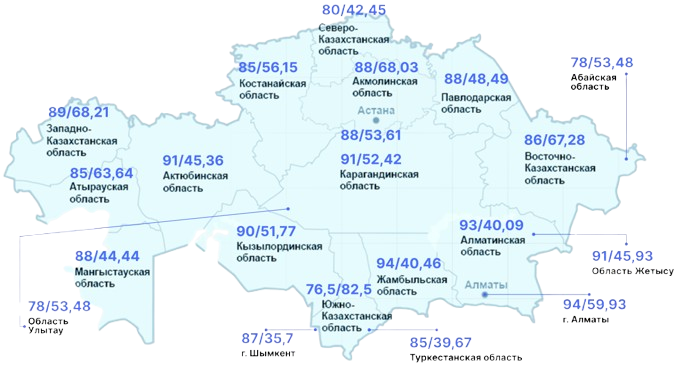 80/42,45
Северо-
Казахстанская
область
85/56,15
Костанайская
область
88/68,03
Акмолинская
область
Астана
88/53,61
88/48,49
Павлодарская
область
78/53,48
Абайская
область
89/68,21
Западно-
Казахстанская
область
85/63,64
Атырауская
область
91/45,36
Актюбинская
область
91/52,42
Карагандинская
область
86/67,28
Восточно-
Казахстанская
область
90/51,77
Кызылординская
область
93/40,09
Алматинская
область
91/45,93
Область Жетысу
88/44,44
Мангыстауская
область
94/40,46
Жамбыльская
область
Алматы
76,5/82,5
Южно-
Казахстанская
область
94/59,93
г. Алматы
78/53,48
Область
Улытау
87/35,7
г. Шымкент
85/39,67
Туркестанская область